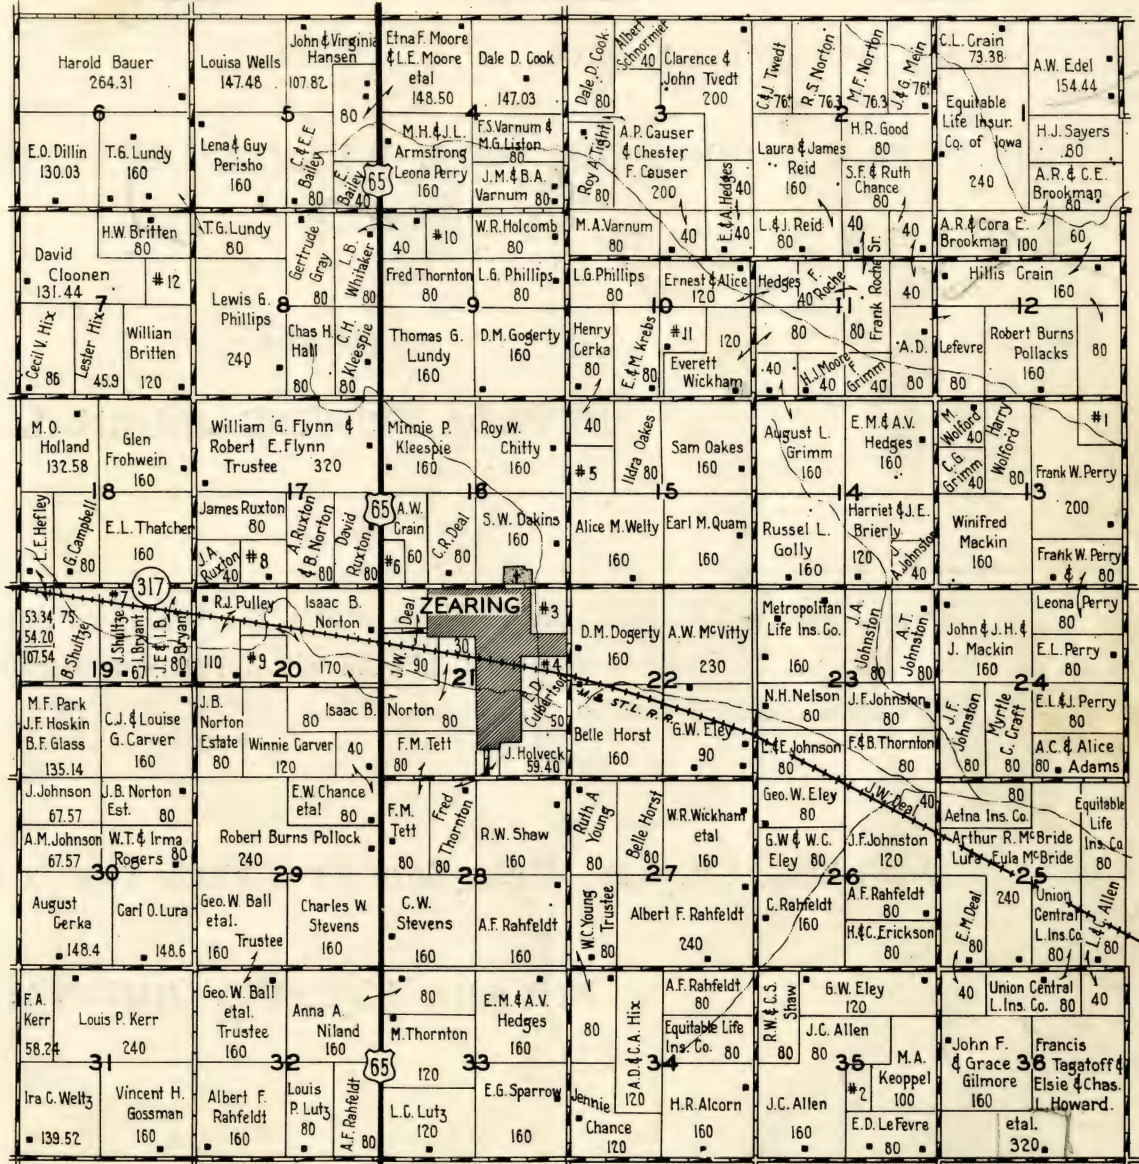 Harold Bauer
264.31
6
E.O. Dillin
130.03
T.G. Lundy
160
Louisa Wells
147.48
John & Virginia
Hansen
107.82
80
5
Lena & Guy
Perisho
160
C. & E.E
Bailey
80
E.
Bailey
40
65
Etna F. Moore
& L.E. Moore
etal
148.50
Dale D. Cook
147.03
4
M.H. & J.L.
Armstrong
Leona Perry
160
F.S. Varnum &
M.G. Liston
80
J.M. & B.A.
Varnum 80
Dale D. Cook
80
Albert
Schnormier
40
Clarence &
John Tvedt
200
3
Roy A. Tight
80
A.P. Causer
& Chester
F. Causer
200
E. & A. Hedges
40
40
C. & J. Twedt
76
R.S. Norton
76.3
M.F. Norton
76.3
J. & G. Mein
76
2
Laura & James
Reid
160
H.R. Good
80
S.F. & Ruth
Chance
80
C.L. Crain
73.38
A.W. Edel
154.44
Equitable
Life Insur.
Co. of Iowa
240
1
H.J. Sayers
80
A.R. & C.E.
Brookman
80
David
Cloonen
131.44
H.W. Britten
80
#12
7
Cecil V. Hix
86
Lester Hix
45.9
Willian
Britten
120
T.G. Lundy
80
Gertrude
Gray
80
L.B.
Whitaker
80
8
Lewis G.
Phillips
240
Chas H.
Hall
80
C.H.
Kleespie
80
40
#10
W.R. Holcomb
80
Fred Thornton
80
L.G. Phillips
80
9
Thomas G.
Lundy
160
D.M. Gogerty
160
M.A. Varnum
80
40
L.G. Phillips
80
Ernest & Alice
120
Hedges
10
Henry
Cerka
80
E. & M. Krebs
80
#11
120
Everett
Wickham
L. & J. Reid
80
40
40
F.
Roche
80
Frank Roche Sr.
80
40
11
40
H.J. Moore
40
F.
Grimm
40
A.D.
80
Lefevre
80
A.R. & Cora E.
Brookman 100
60
Hillis Crain
160
12
Robert Burns
Pollacks
160
80
M.O.
Holland
132.58
Glen
Frohwein
160
18
L.E. Hefley
G. Campbell
80
E.L. Thatcher
160
William G. Flynn &
Robert E. Flynn
Trustee 320
17
James Ruxton
80
J.A.
Ruxton
40
#8
A. Ruxton
& B. Norton
80
David
Ruxton
80
65
Minnie P.
Kleespie
160
Roy W.
Chitty
160
16
A.W.
Crain
60
#6
C.R. Deal
80
S.W. Dakins
160
40
#5
Ildra Oakes
80
Sam Oakes
160
15
Alice M. Welty
160
Earl M. Quam
160
August L.
Grimm
160
E.M. & A.V.
Hedges
160
14
Russel L.
Golly
160
Harriet & J.E.
Brierly
120
A. Johnston
40
M.
Wolford
40
C.G.
Grimm
40
Harry
Wolford
80
#1
Frank W. Perry
200
13
Winifred
Mackin
160
Frank W. Perry
& 80
317
53.34
54.20
107.54
75
B. Shultze
#7
J. Shultze
67
I. Bryant
J.E. & I.B.
Bryant
80
19
R.J. Pulley
110
#9
Isaac B.
Norton
170
20
ZEARING
J.W. Deal
90
30
21
#3
#4
L.D.
Culbertson
50
M & ST. L. R.R.
D.M. Dogerty
160
A.W. McVitty
230
22
Metropolitan
Life Ins. Co.
160
J.A.
Johnston
80
A.T.
Johnston
80
23
John & J.H. &
J. Mackin
160
Leona Perry
80
E.L. Perry
80
24
M.F. Park
J.F. Hoskin
B.F. Glass
135.14
C.J. & Louise
G. Carver
160
J.B.
Norton
Estate
80
80
Isaac B.
Norton
80
Winnie Carver
120
40
F.M. Tett
80
J. Holveck
59.40
Belle Horst
160
G.W. Eley
90
N.H. Nelson
80
J.F. Johnston
80
L. & E. Johnson
80
F. & B. Thornton
80
J.F.
Johnston
80
Myrtle
C. Craft
80
E.L. & J. Perry
80
A.C. & Alice
80 Adams
J. Johnson
67.57
J.B. Norton
Est. 80
A.M. Johnson
67.57
W.T. & Irma
Rogers 80
30
August
Cerka
148.4
Carl O. Lura
148.6
E.W. Chance
etal
80
Robert Burns Pollock
240
29
Geo. W. Ball
etal.
160 Trustee
Charles W.
Stevens
160
F.M.
Tett
80
Fred
Thornton
80
R.W. Shaw
160
28
C.W.
Stevens
160
A.F. Rahfeldt
160
Ruth A
Young
80
Belle Horst
80
W.R. Wickham
etal
160
27
W.C. Young
Trustee
80
Albert F. Rahfeldt
240
Geo. W. Eley
80
J.W. Deal
40
G.W & W.C.
Eley 80
J.F. Johnston
120
26
C. Rahfeldt
160
A.F. Rahfeldt
80
H. & C. Erickson
80
80
Aetna Ins. Co.
Equitable
Life
Ins. Co
80
Arthur R. McBride
Lura Eula McBride
240
25
E.M. Deal
80
Union
Central
L. Ins. Co
80
L. & C. Allen
80
F.A.
Kerr
58.24
Louis P. Kerr
240
31
Ira C. Weltz
139.52
Vincent H.
Gossman
160
Geo. W. Ball
etal.
Trustee
160
Anna A.
Niland
160
32
Albert F.
Rahfeldt
160
Louis
P. Lutz
80
A.F. Rahfeldt
80
65
80
M. Thornton
120
E.M. & A.V.
Hedges
160
33
L.C. Lutz
120
E.G. Sparrow
160
80
A.D. & C.A. Hix
120
A.F. Rahfeldt
80
Equitable Life
Ins. Co. 80
34
Jennie
Chance
120
H.R. Alcorn
160
R.W. & C.S.
Shaw
80
G.W. Eley
120
J.C. Allen
80
35
M.A.
Keoppel
100
#2
J.C. Allen
160
E.D. LeFevre
80
40
Union Central
L. Ins. Co. 80
40
John F.
& Grace
Gilmore
160
36
Francis
Tagatoff &
Elsie & Chas.
L. Howard.
etal.
320